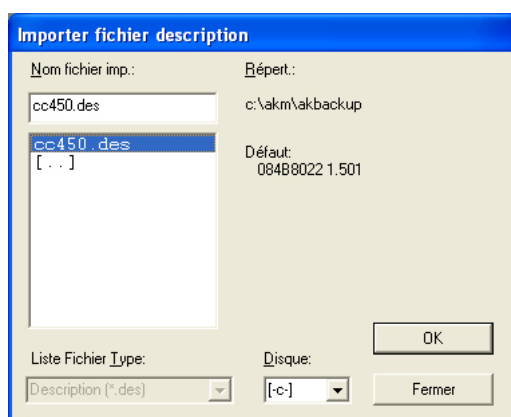 Importer fichier description
Nom fichier imp.:
Répert.:
cc450.des
c:\akm\akbackup
cc450.des
[..]
Défaut:
084B8022 1.501
OK
Liste Fichier Type:
Disque:
Description (*.des)
[-c-]
Fermer